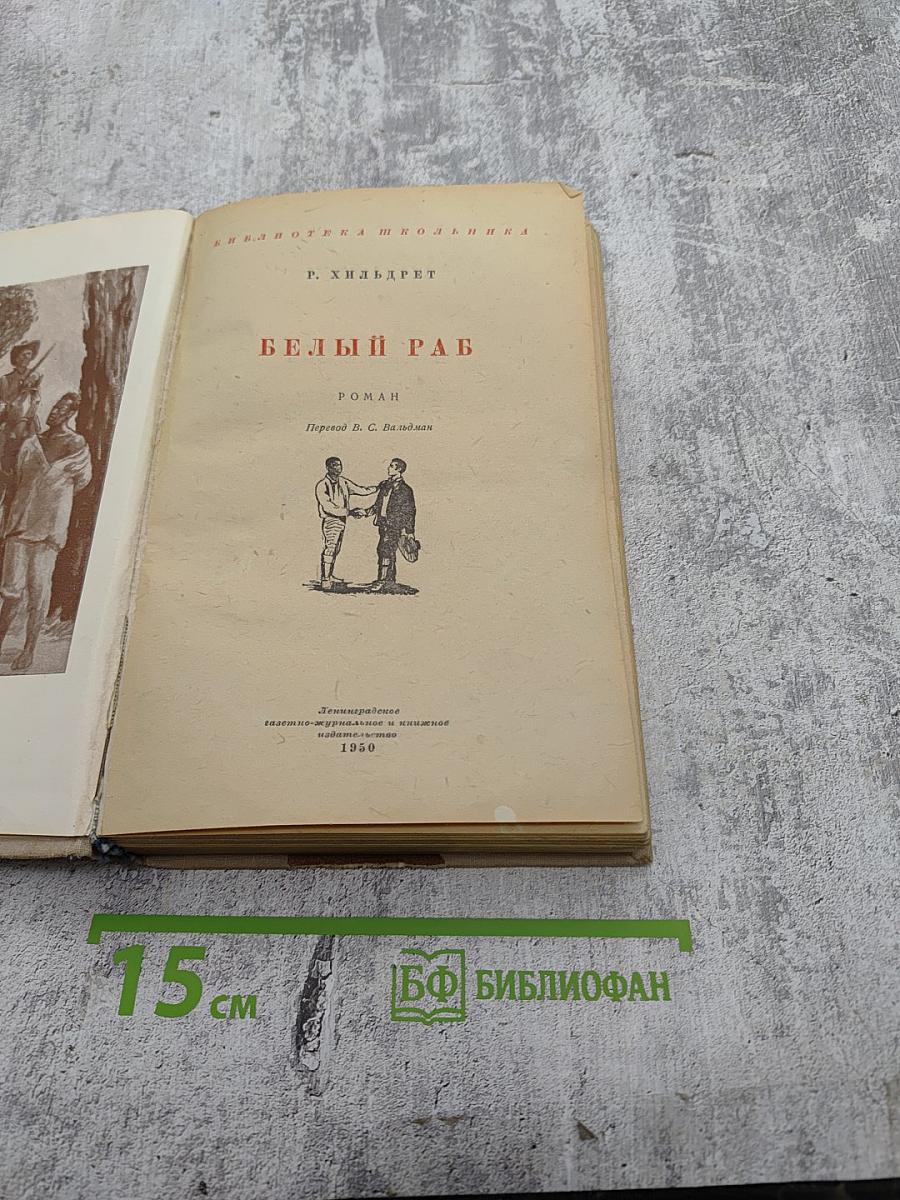 БИБЛИОТЕКА ШКОЛЬНИКА
Р. ХИЛЬДРЕТ
БЕЛЫЙ РАБ
РОМАН
Перевод В. С. Вальдман
Ленинградское
газетно-журнальное и книжное
издательство
1950
15 см
БФ БИБЛИОФАН